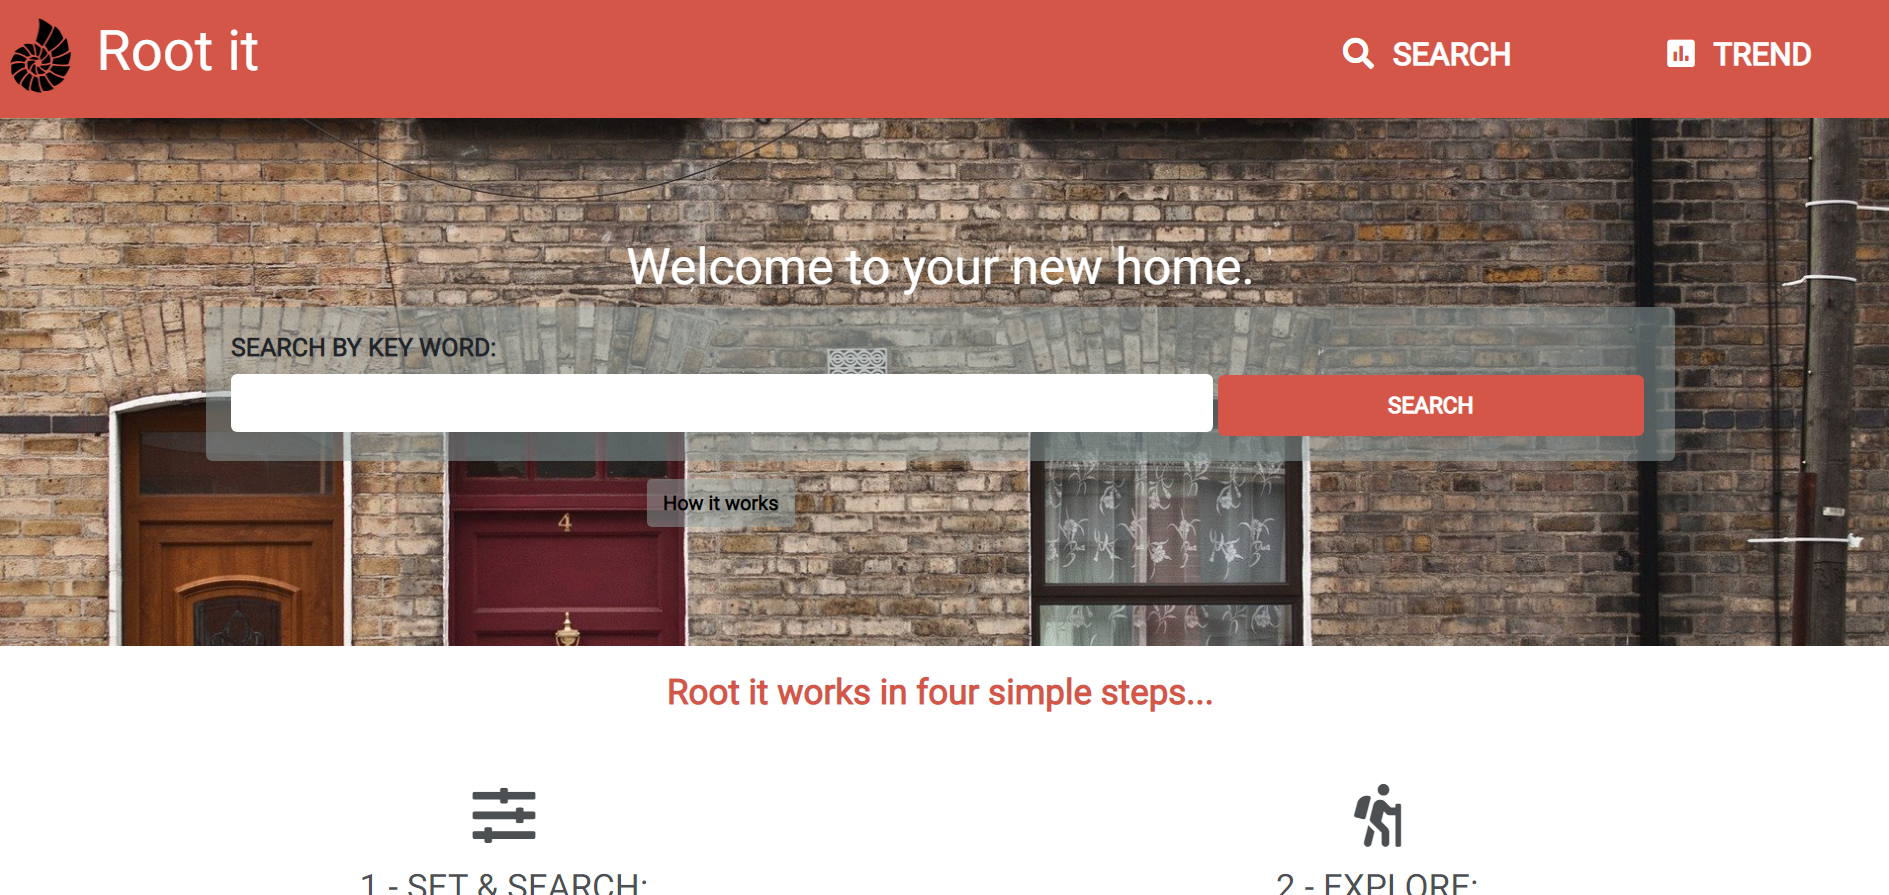 Root it
SEARCH
TREND
Welcome to your new home.
SEARCH BY KEY WORD:
SEARCH
How it works
4
Root it works in four simple steps...
1 - SET & SEARCH:
2 - EXPLORE: